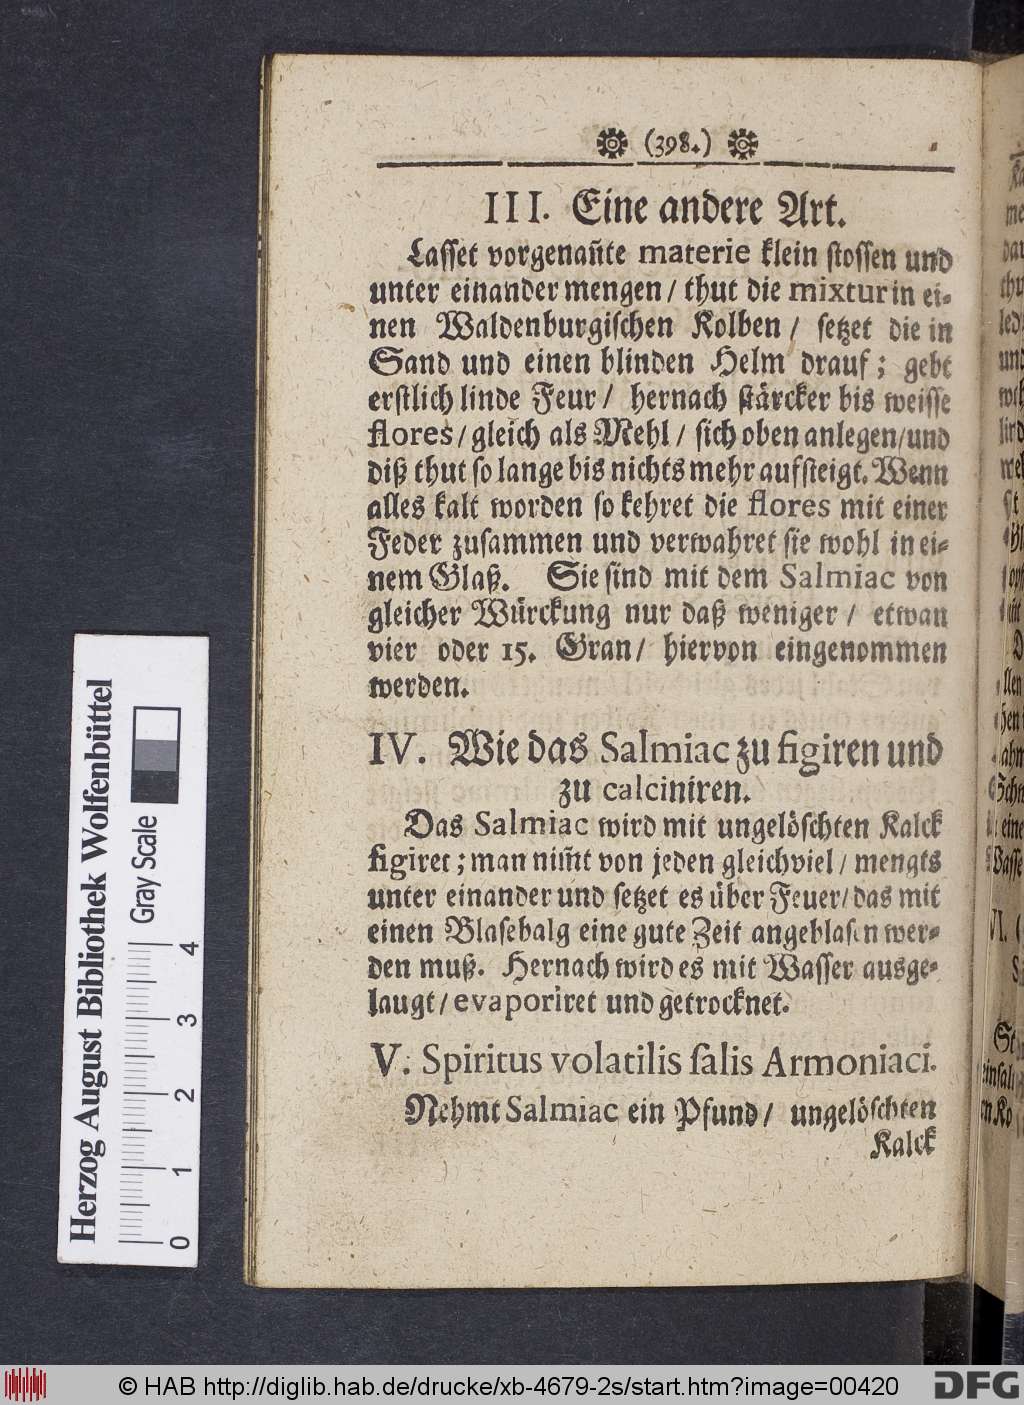 (398.)
III. Eine andere Art.
Lasset vorgenañte materie klein stossen und
unter einander mengen / thut die mixtur in ei-
nen Waldenburgischen Kolben / setzet die in
Sand und einen blinden Helm drauf; gebt
erstlich linde Feur / hernach stärcker bis weisse
flores / gleich als Mehl / sich oben anlegen / und
diß thut so lange bis nichts mehr aufsteigt. Wenn
alles kalt worden so kehret die flores mit einer
Feder zusammen und verwahret sie wohl in ei-
nem Glaß. Sie sind mit dem Salmiac von
gleicher Würckung nur daß weniger / etwan
vier oder 15. Gran / hiervon eingenommen
werden.
IV. Wie das Salmiac zu figiren und
zu calciniren.
Das Salmiac wird mit ungelöschten Kalck
figiret; man nim̃t von jeden gleichviel / mengts
unter einander und setzet es über Feuer / das mit
einen Blasebalg eine gute Zeit angeblasen wer-
den muß. Hernach wird es mit Wasser ausge-
laugt / evaporiret und getrocknet.
V. Spiritus volatilis salis Armoniaci.
Nehmt Salmiac ein Pfund / ungelöschten
Kalck
Herzog August Bibliothek Wolfenbüttel
Gray Scale
0 1 2 3 4
© HAB http://diglib.hab.de/drucke/xb-4679-2s/start.htm?image=00420
DFG